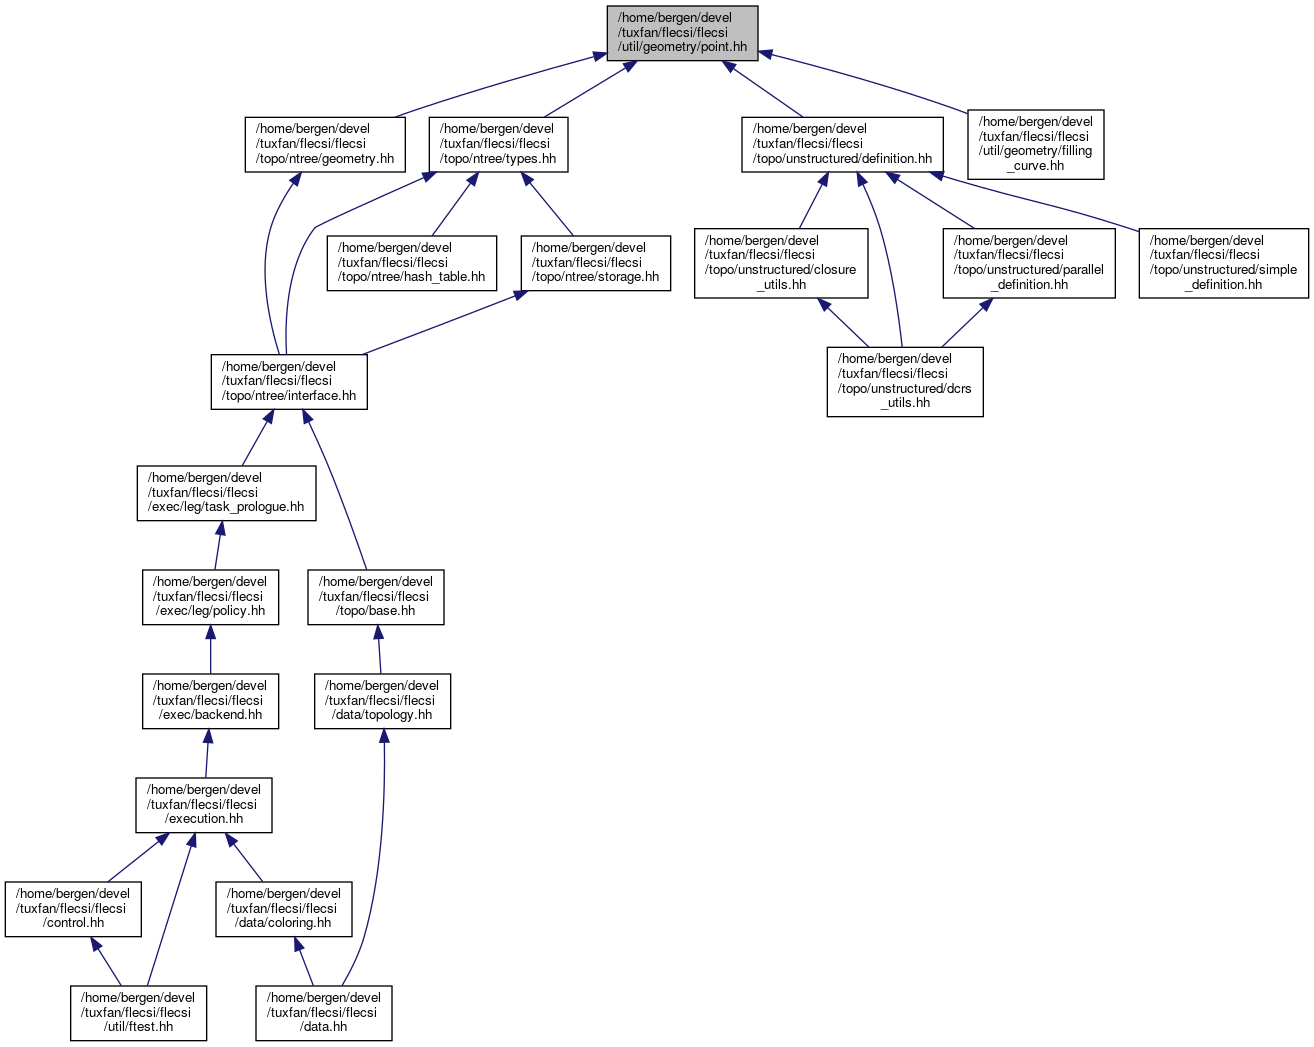 /home/bergen/devel
/tuxfan/flecsi/flecsi
/util/geometry/point.hh
/home/bergen/devel
/tuxfan/flecsi/flecsi
/topo/ntree/geometry.hh
/home/bergen/devel
/tuxfan/flecsi/flecsi
/topo/ntree/types.hh
/home/bergen/devel
/tuxfan/flecsi/flecsi
/topo/unstructured/definition.hh
/home/bergen/devel
/tuxfan/flecsi/flecsi
/util/geometry/filling
_curve.hh
/home/bergen/devel
/tuxfan/flecsi/flecsi
/topo/ntree/hash_table.hh
/home/bergen/devel
/tuxfan/flecsi/flecsi
/topo/ntree/storage.hh
/home/bergen/devel
/tuxfan/flecsi/flecsi
/topo/unstructured/closure
_utils.hh
/home/bergen/devel
/tuxfan/flecsi/flecsi
/topo/unstructured/parallel
_definition.hh
/home/bergen/devel
/tuxfan/flecsi/flecsi
/topo/unstructured/simple
_definition.hh
/home/bergen/devel
/tuxfan/flecsi/flecsi
/topo/ntree/interface.hh
/home/bergen/devel
/tuxfan/flecsi/flecsi
/topo/unstructured/dcrs
_utils.hh
/home/bergen/devel
/tuxfan/flecsi/flecsi
/exec/leg/task_prologue.hh
/home/bergen/devel
/tuxfan/flecsi/flecsi
/exec/leg/policy.hh
/home/bergen/devel
/tuxfan/flecsi/flecsi
/topo/base.hh
/home/bergen/devel
/tuxfan/flecsi/flecsi
/exec/backend.hh
/home/bergen/devel
/tuxfan/flecsi/flecsi
/data/topology.hh
/home/bergen/devel
/tuxfan/flecsi/flecsi
/execution.hh
/home/bergen/devel
/tuxfan/flecsi/flecsi
/control.hh
/home/bergen/devel
/tuxfan/flecsi/flecsi
/data/coloring.hh
/home/bergen/devel
/tuxfan/flecsi/flecsi
/util/ftest.hh
/home/bergen/devel
/tuxfan/flecsi/flecsi
/data.hh